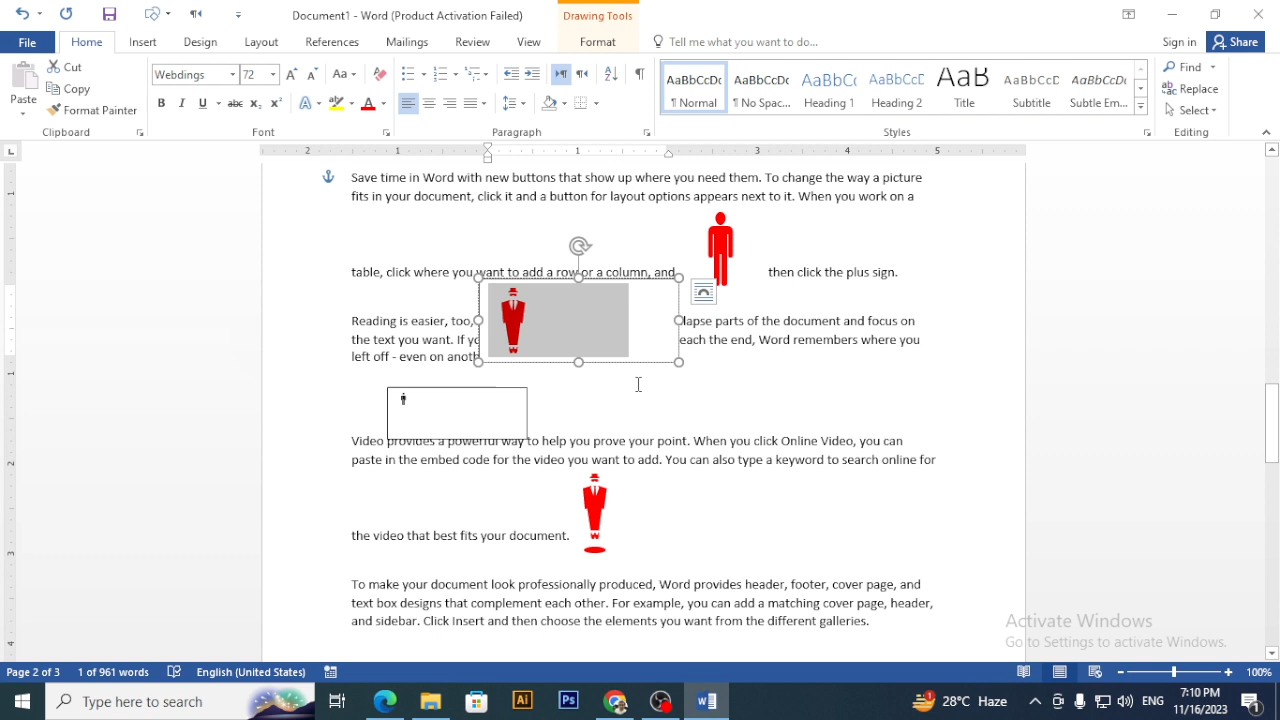 Document1 - Word (Product Activation Failed)
Drawing Tools
File
Home
Insert
Design
Layout
References
Mailings
Review
View
Format
Tell me what you want to do...
Sign in
Share
Paste
Cut
Copy
Format Painter
Clipboard
Webdings
72
Font
Paragraph
AaBbCcDc
¶ Normal
AaBbCcDc
¶ No Spac...
AaBbC
Heading 1
AaBbCcE
Heading 2
AaB
Title
AaBbCcE
Subtitle
AaBbCcDc
Subtle Em...
Styles
Find
Replace
Select
Editing
2 1 1 3 4 5
Save time in Word with new buttons that show up where you need them. To change the way a picture
fits in your document, click it and a button for layout options appears next to it. When you work on a
table, click where you want to add a row or a column, and then click the plus sign.
Reading is easier, too, lapse parts of the document and focus on
the text you want. If yo each the end, Word remembers where you
left off - even on anoth
Video provides a powerful way to help you prove your point. When you click Online Video, you can
paste in the embed code for the video you want to add. You can also type a keyword to search online for
the video that best fits your document.
To make your document look professionally produced, Word provides header, footer, cover page, and
text box designs that complement each other. For example, you can add a matching cover page, header,
and sidebar. Click Insert and then choose the elements you want from the different galleries.
Activate Windows
Go to Settings to activate Windows.
Page 2 of 3
1 of 961 words
English (United States)
100%
Type here to search
Ai
Ps
1
28°C Haze
ENG
7:10 PM
11/16/2023
1